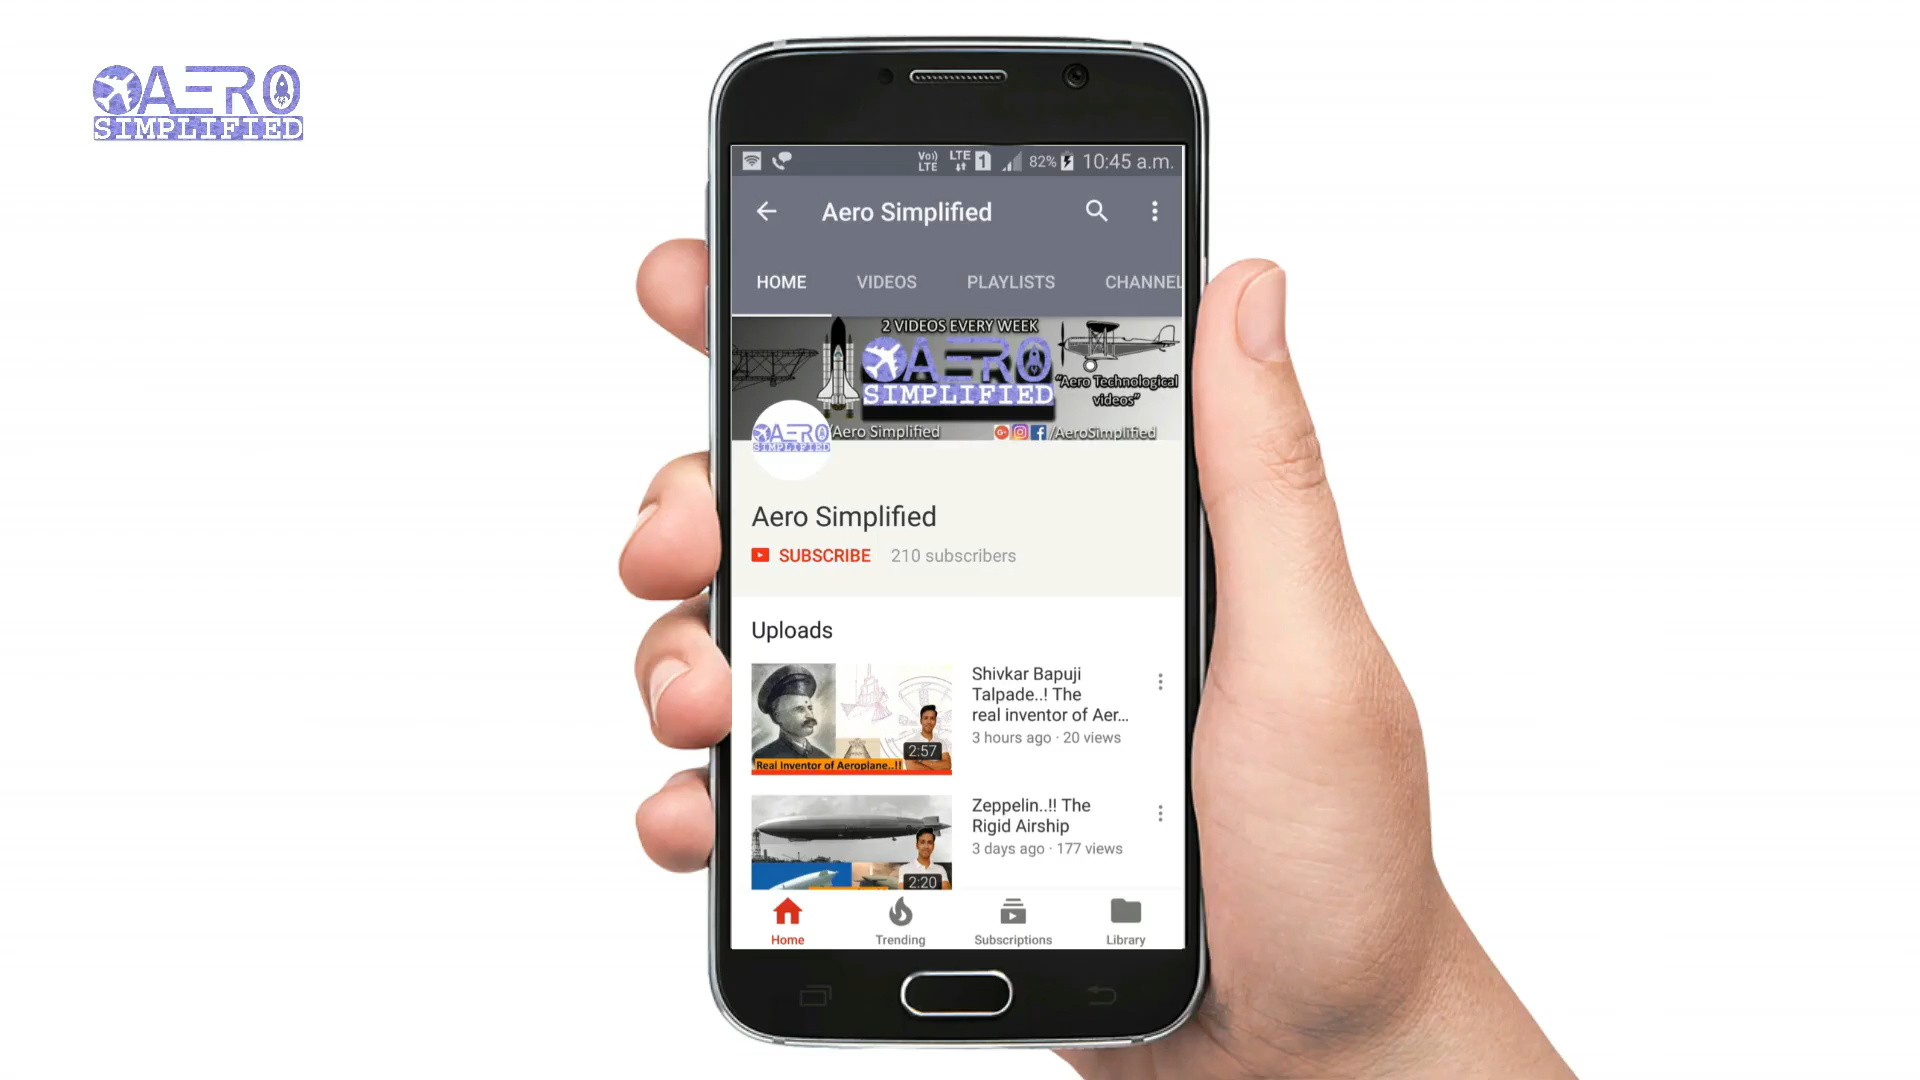 AERO
SIMPLIFIED
Vo)) LTE LTE 1 82% 10:45 a.m.
Aero Simplified
HOME VIDEOS PLAYLISTS CHANNEL
2 VIDEOS EVERY WEEK
AERO
SIMPLIFIED
"Aero Technological
videos"
/Aero Simplified
/AeroSimplified
AERO
SIMPLIFIED
Aero Simplified
SUBSCRIBE 210 subscribers
Uploads
Shivkar Bapuji
Talpade..! The
real inventor of Aer...
3 hours ago · 20 views
2:57
Real Inventor of Aeroplane..!!
Zeppelin..!! The
Rigid Airship
3 days ago · 177 views
2:20
Home Trending Subscriptions Library